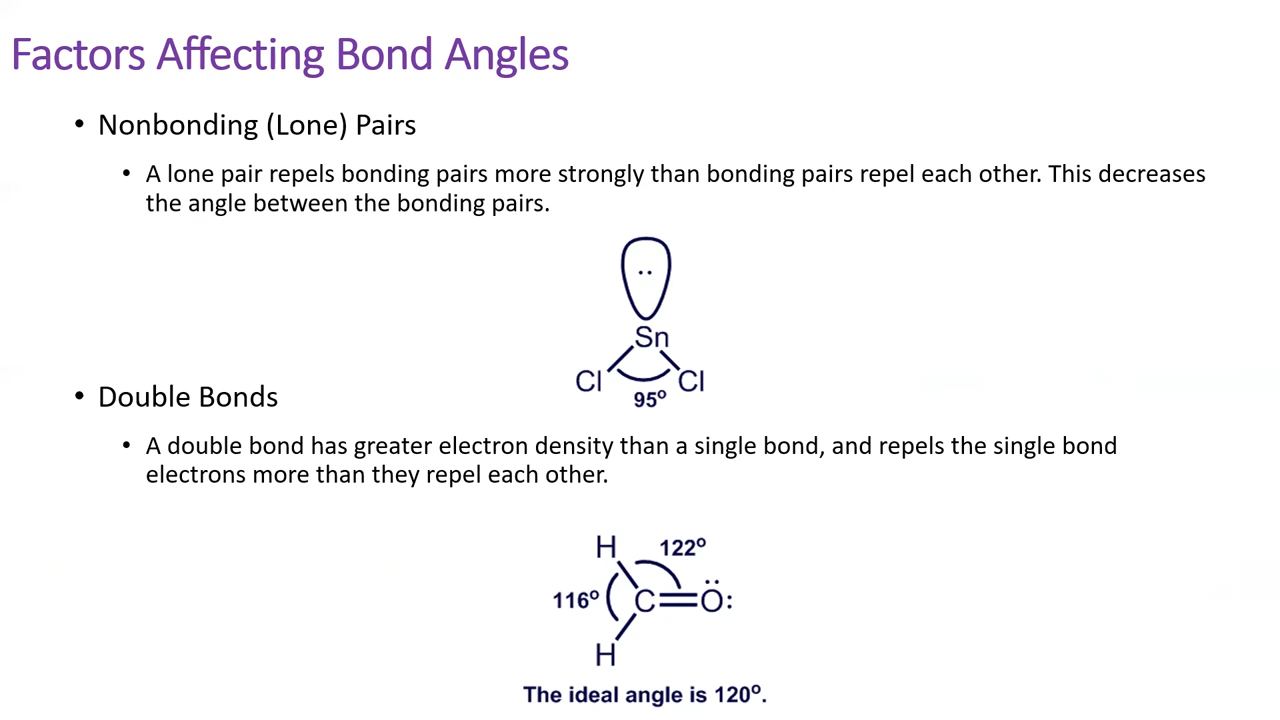 Factors Affecting Bond Angles
• Nonbonding (Lone) Pairs
• A lone pair repels bonding pairs more strongly than bonding pairs repel each other. This decreases
the angle between the bonding pairs.
..
Sn
Cl Cl
95º
• Double Bonds
• A double bond has greater electron density than a single bond, and repels the single bond
electrons more than they repel each other.
H 122º
116º C=Ö:
H
The ideal angle is 120º.